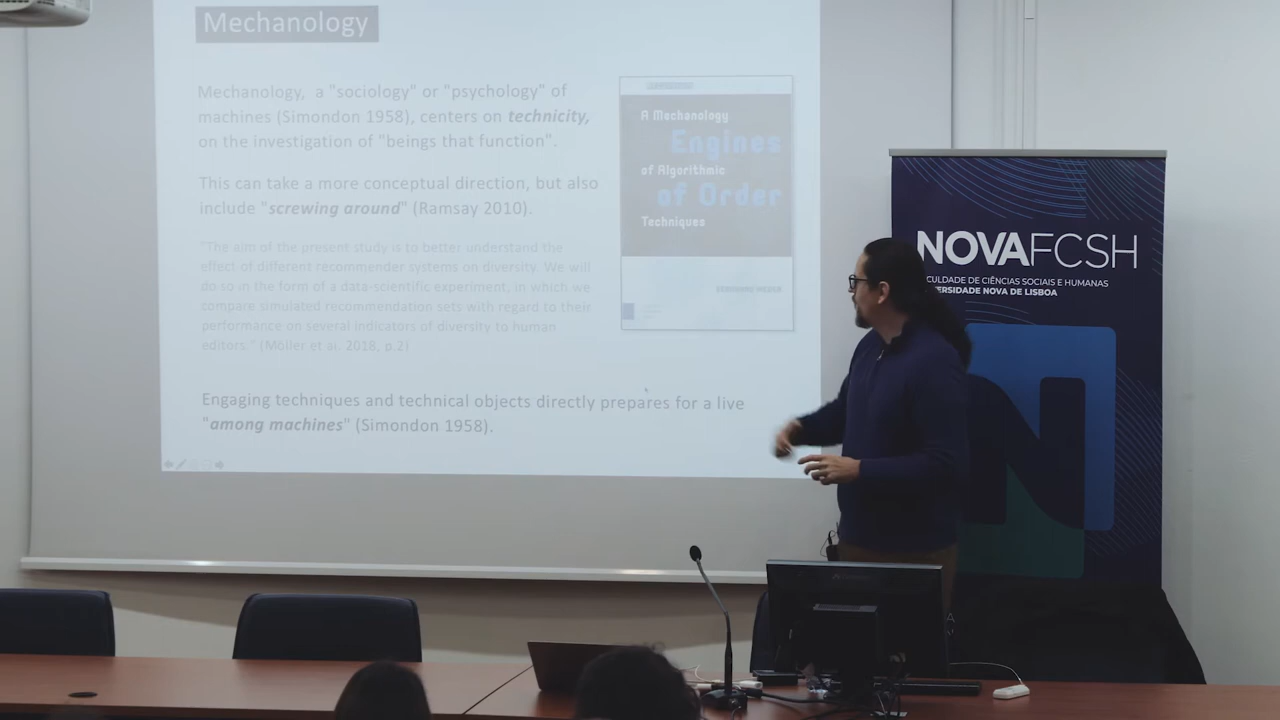 Mechanology
Mechanology, a "sociology" or "psychology" of
machines (Simondon 1958), centers on technicity,
on the investigation of "beings that function".
This can take a more conceptual direction, but also
include "screwing around" (Ramsay 2010).
"The aim of the present study is to better understand the
effect of different recommender systems on diversity. We will
do so in the form of a data-scientific experiment, in which we
compare simulated recommendation sets with regard to their
performance on several indicators of diversity to human
editors." (Möller et al. 2018, p.2)
Engaging techniques and technical objects directly prepares for a live
"among machines" (Simondon 1958).
A Mechanology
Engines
of Algorithmic
of Order
Techniques
NOVAFCSH
CULDADE DE CIÊNCIAS SOCIAIS E HUMANAS
VERSIDADE NOVA DE LISBOA